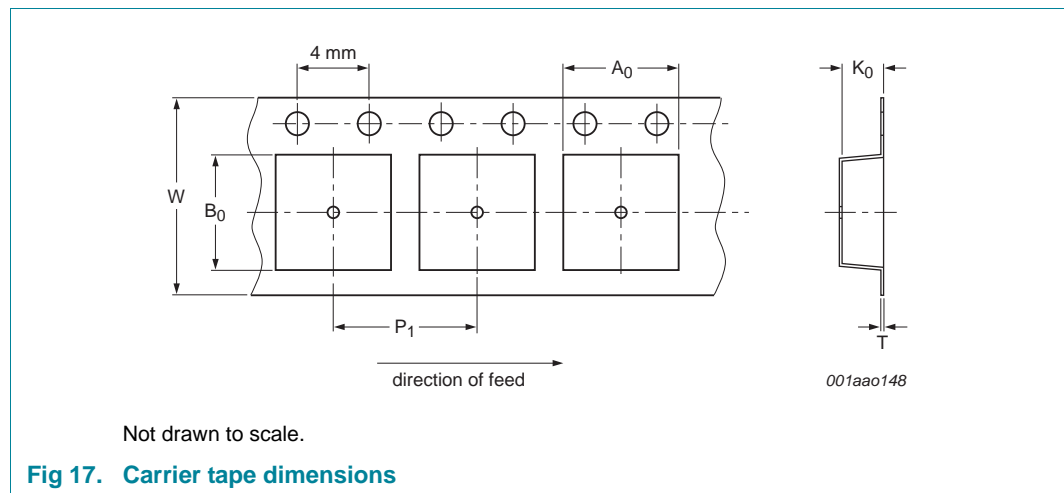 4 mm
A0
K0
W
B0
P1
T
direction of feed
001aao148
Not drawn to scale.
Fig 17. Carrier tape dimensions